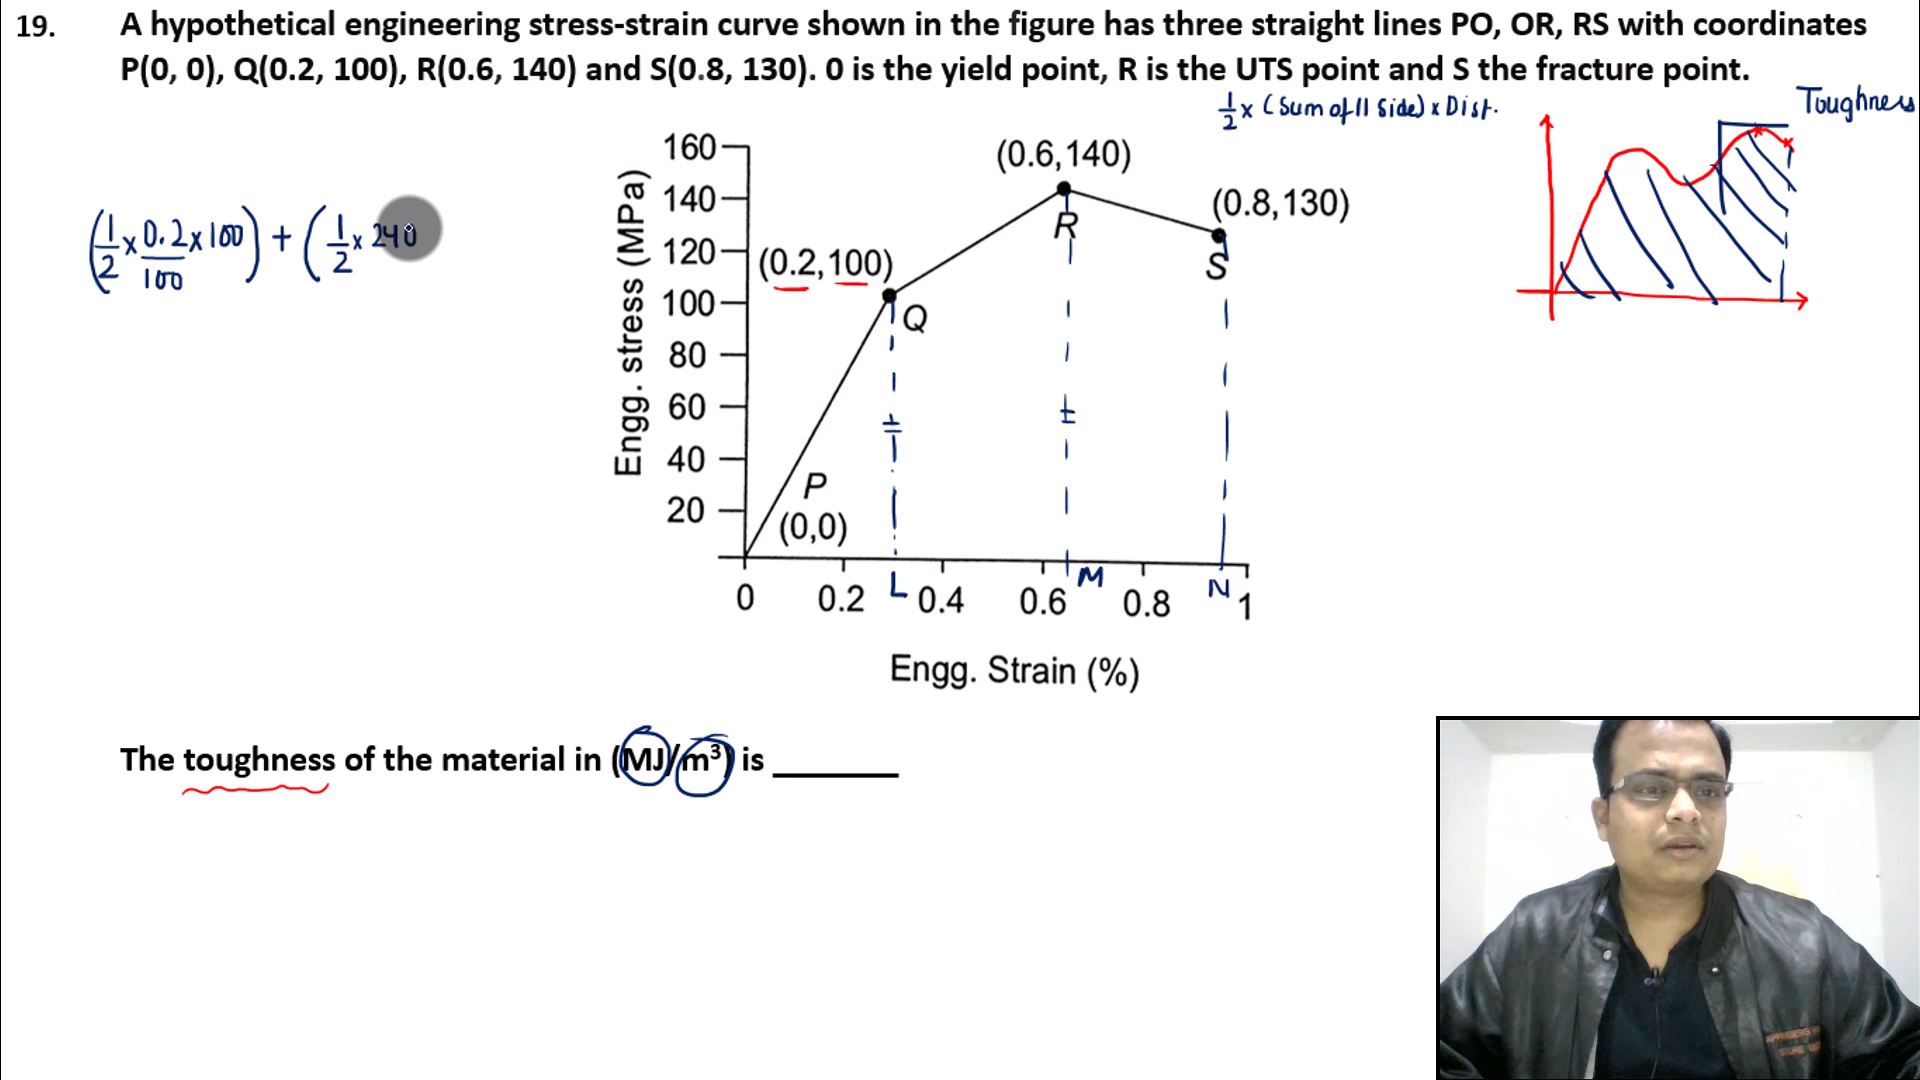 19. A hypothetical engineering stress-strain curve shown in the figure has three straight lines PO, OR, RS with coordinates
P(0, 0), Q(0.2, 100), R(0.6, 140) and S(0.8, 130). 0 is the yield point, R is the UTS point and S the fracture point.
1/2 x (Sum of 11 Side) x Dist.
Toughness
(1/2 x 0.2/100 x 100) + (1/2 x 240
Engg. stress (MPa)
160
140
120
100
80
60
40
20
(0.6,140)
R
(0.8,130)
S
(0.2,100)
Q
P
(0,0)
L
M
N
0 0.2 0.4 0.6 0.8 1
Engg. Strain (%)
The toughness of the material in (MJ/m³) is ________